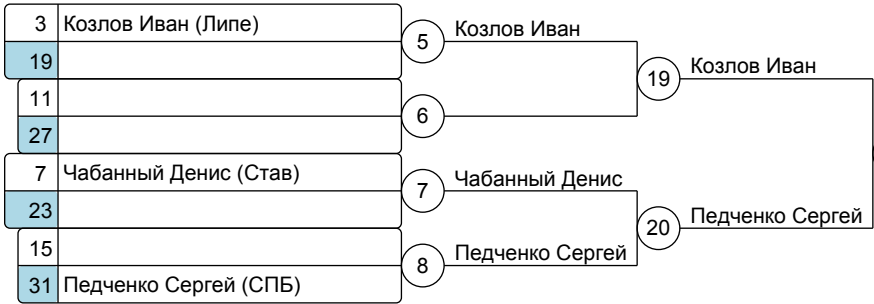 3 Козлов Иван (Липе)
5 Козлов Иван
19
19 Козлов Иван
11
6
27
7 Чабанный Денис (Став)
7 Чабанный Денис
23
20 Педченко Сергей
15
8 Педченко Сергей
31 Педченко Сергей (СПБ)